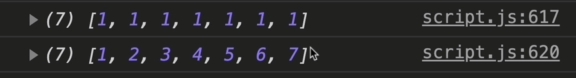 (7) [1, 1, 1, 1, 1, 1, 1] script.js:617
(7) [1, 2, 3, 4, 5, 6, 7] script.js:620